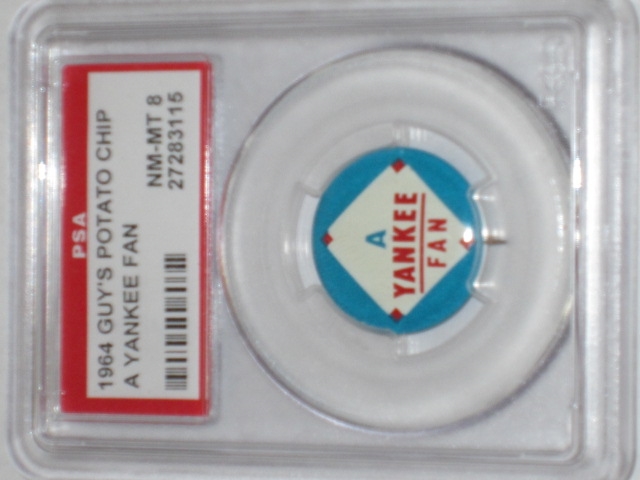 PSA
1964 GUY'S POTATO CHIP
A YANKEE FAN
NM-MT 8
27283115
A
YANKEE
FAN